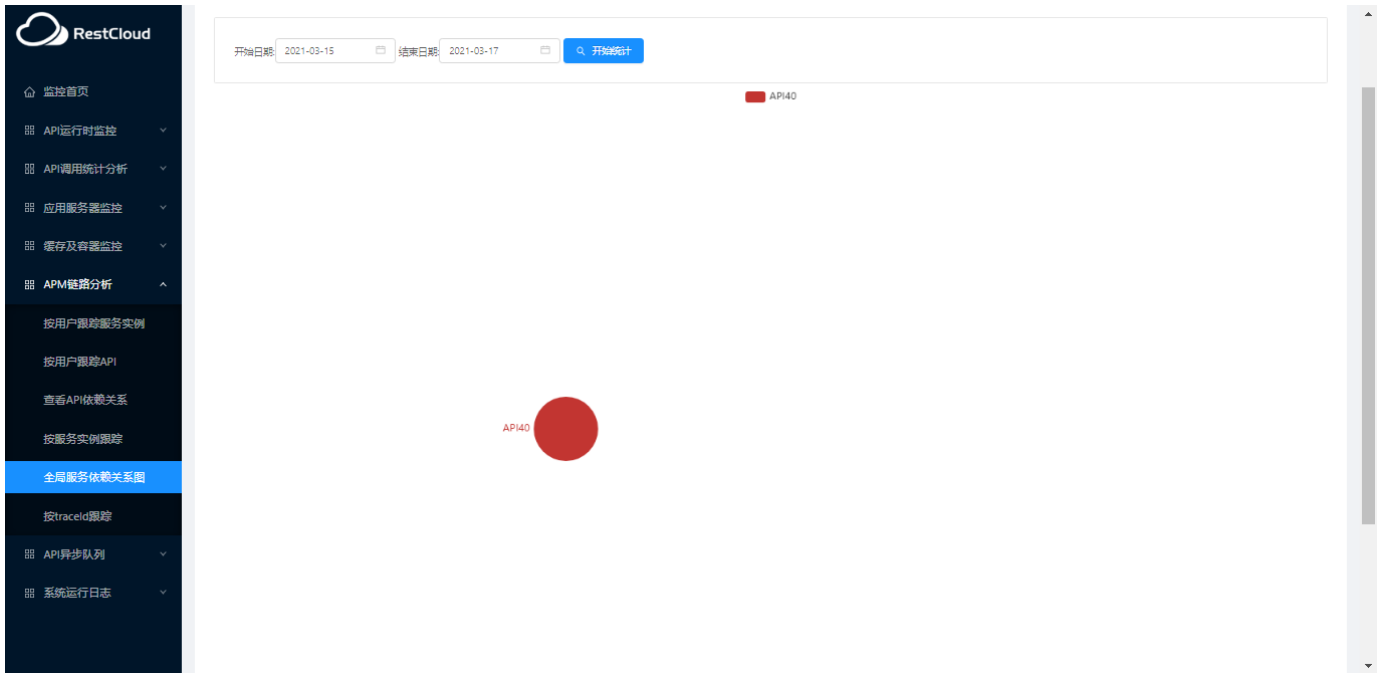 RestCloud
开始日期: 2021-03-15 结束日期: 2021-03-17 开始统计
API40
监控首页
API运行时监控
API调用统计分析
应用服务器监控
缓存及容器监控
APM链路分析
按用户跟踪服务实例
按用户跟踪API
查看API依赖关系
API40
按服务实例跟踪
全局服务依赖关系图
按traceId跟踪
API异步队列
系统运行日志